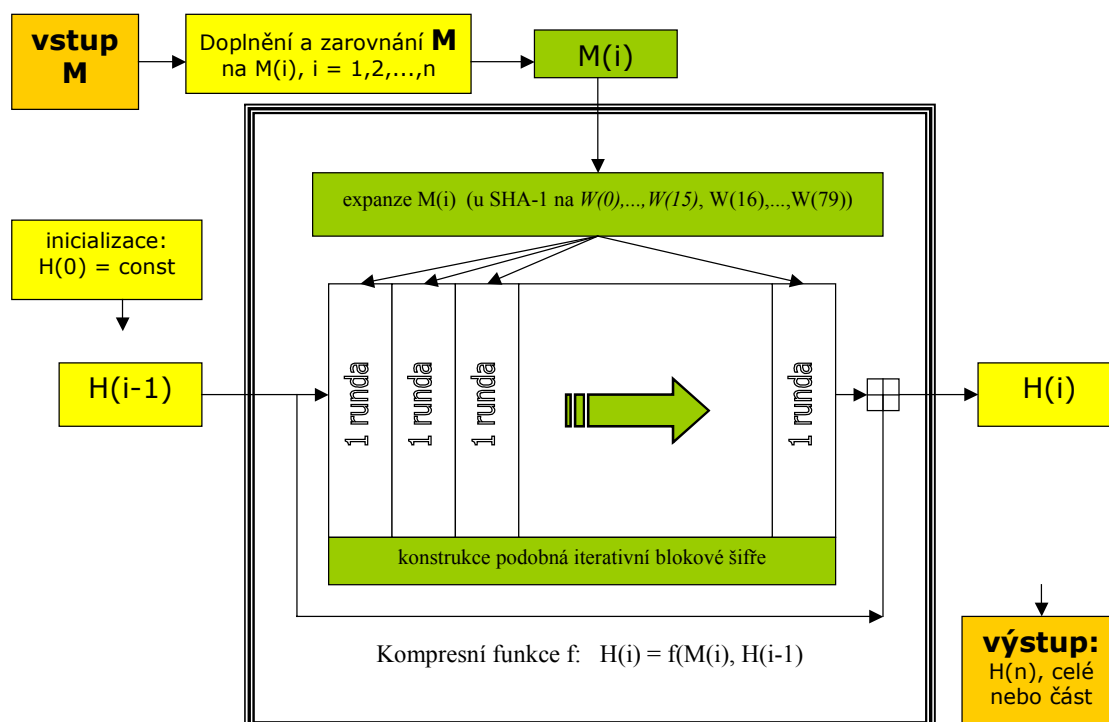 vstup
M
Doplnění a zarovnání M
na M(i), i = 1,2,...,n
M(i)
expanze M(i) (u SHA-1 na W(0),...,W(15), W(16),...,W(79))
inicializace:
H(0) = const
H(i-1)
1 runda
1 runda
1 runda
1 runda
H(i)
konstrukce podobná iterativní blokové šifře
Kompresní funkce f: H(i) = f(M(i), H(i-1)
výstup:
H(n), celé
nebo část